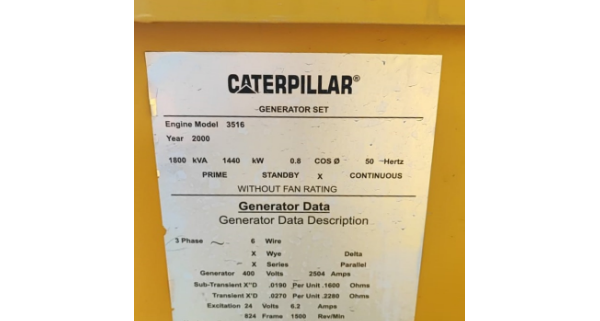 CATERPILLAR®
GENERATOR SET
Engine Model 3516
Year 2000
1800 kVA 1440 kW 0.8 COS Ø 50 -Hertz
PRIME STANDBY X CONTINUOUS
WITHOUT FAN RATING
Generator Data
Generator Data Description
3 Phase ~ 6 Wire
X Wye Delta
X Series Parallel
Generator 400 Volts 2504 Amps
Sub-Transient X"D .0190 Per Unit .1600 Ohms
Transient X'D .0270 Per Unit .2280 Ohms
Excitation 24 Volts 6.2 Amps
824 Frame 1500 Rev/Min